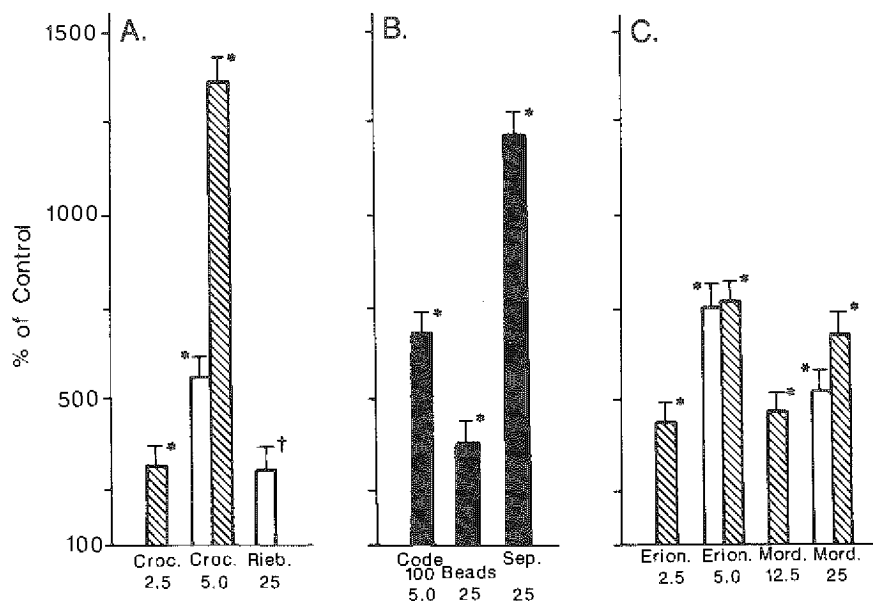 A.
B.
C.
1500
1000
500
100
% of Control
* * * †
* * *
* * * * * *
Croc. Croc. Rieb.
2.5 5.0 25
Code Sep.
100 Beads
5.0 25 25
Erion. Erion. Mord. Mord.
2.5 5.0 12.5 25